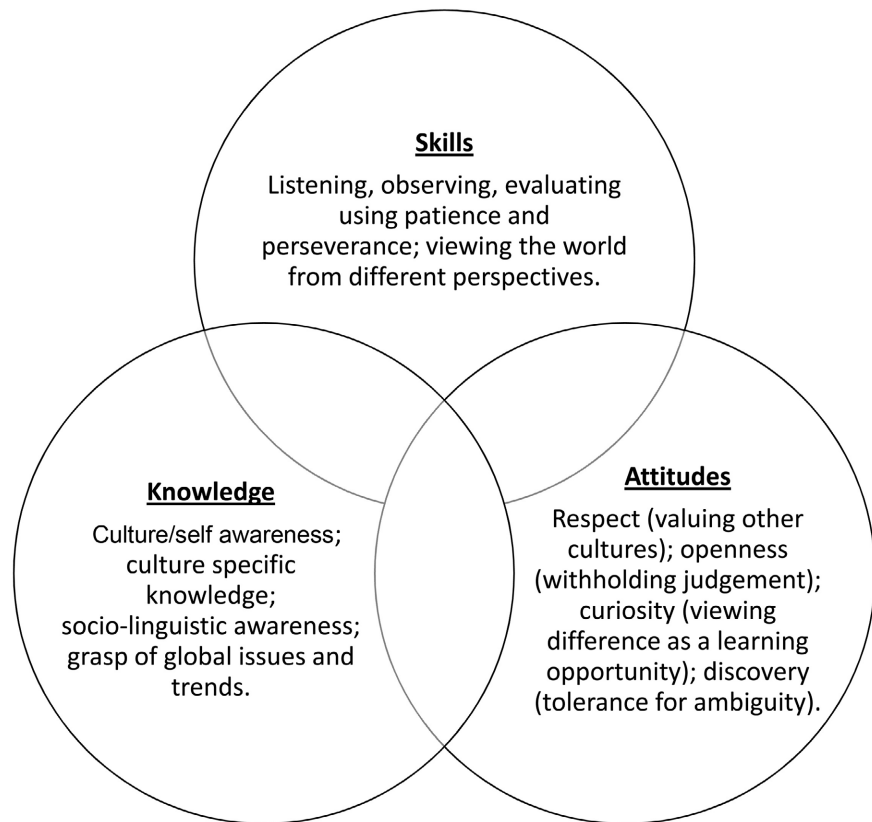 Skills
Listening, observing, evaluating
using patience and
perseverance; viewing the world
from different perspectives.
Knowledge
Culture/self awareness;
culture specific
knowledge;
socio-linguistic awareness;
grasp of global issues and
trends.
Attitudes
Respect (valuing other
cultures); openness
(withholding judgement);
curiosity (viewing
difference as a learning
opportunity); discovery
(tolerance for ambiguity).